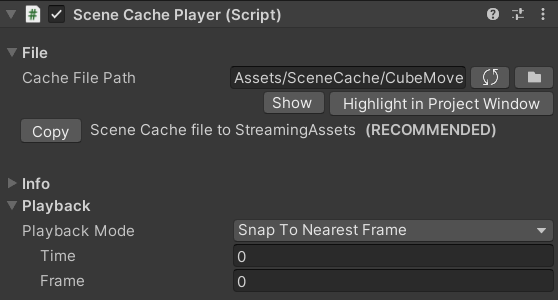 Scene Cache Player (Script)
File
Cache File Path Assets/SceneCache/CubeMove
Show Highlight in Project Window
Copy Scene Cache file to StreamingAssets (RECOMMENDED)
Info
Playback
Playback Mode Snap To Nearest Frame
Time 0
Frame 0